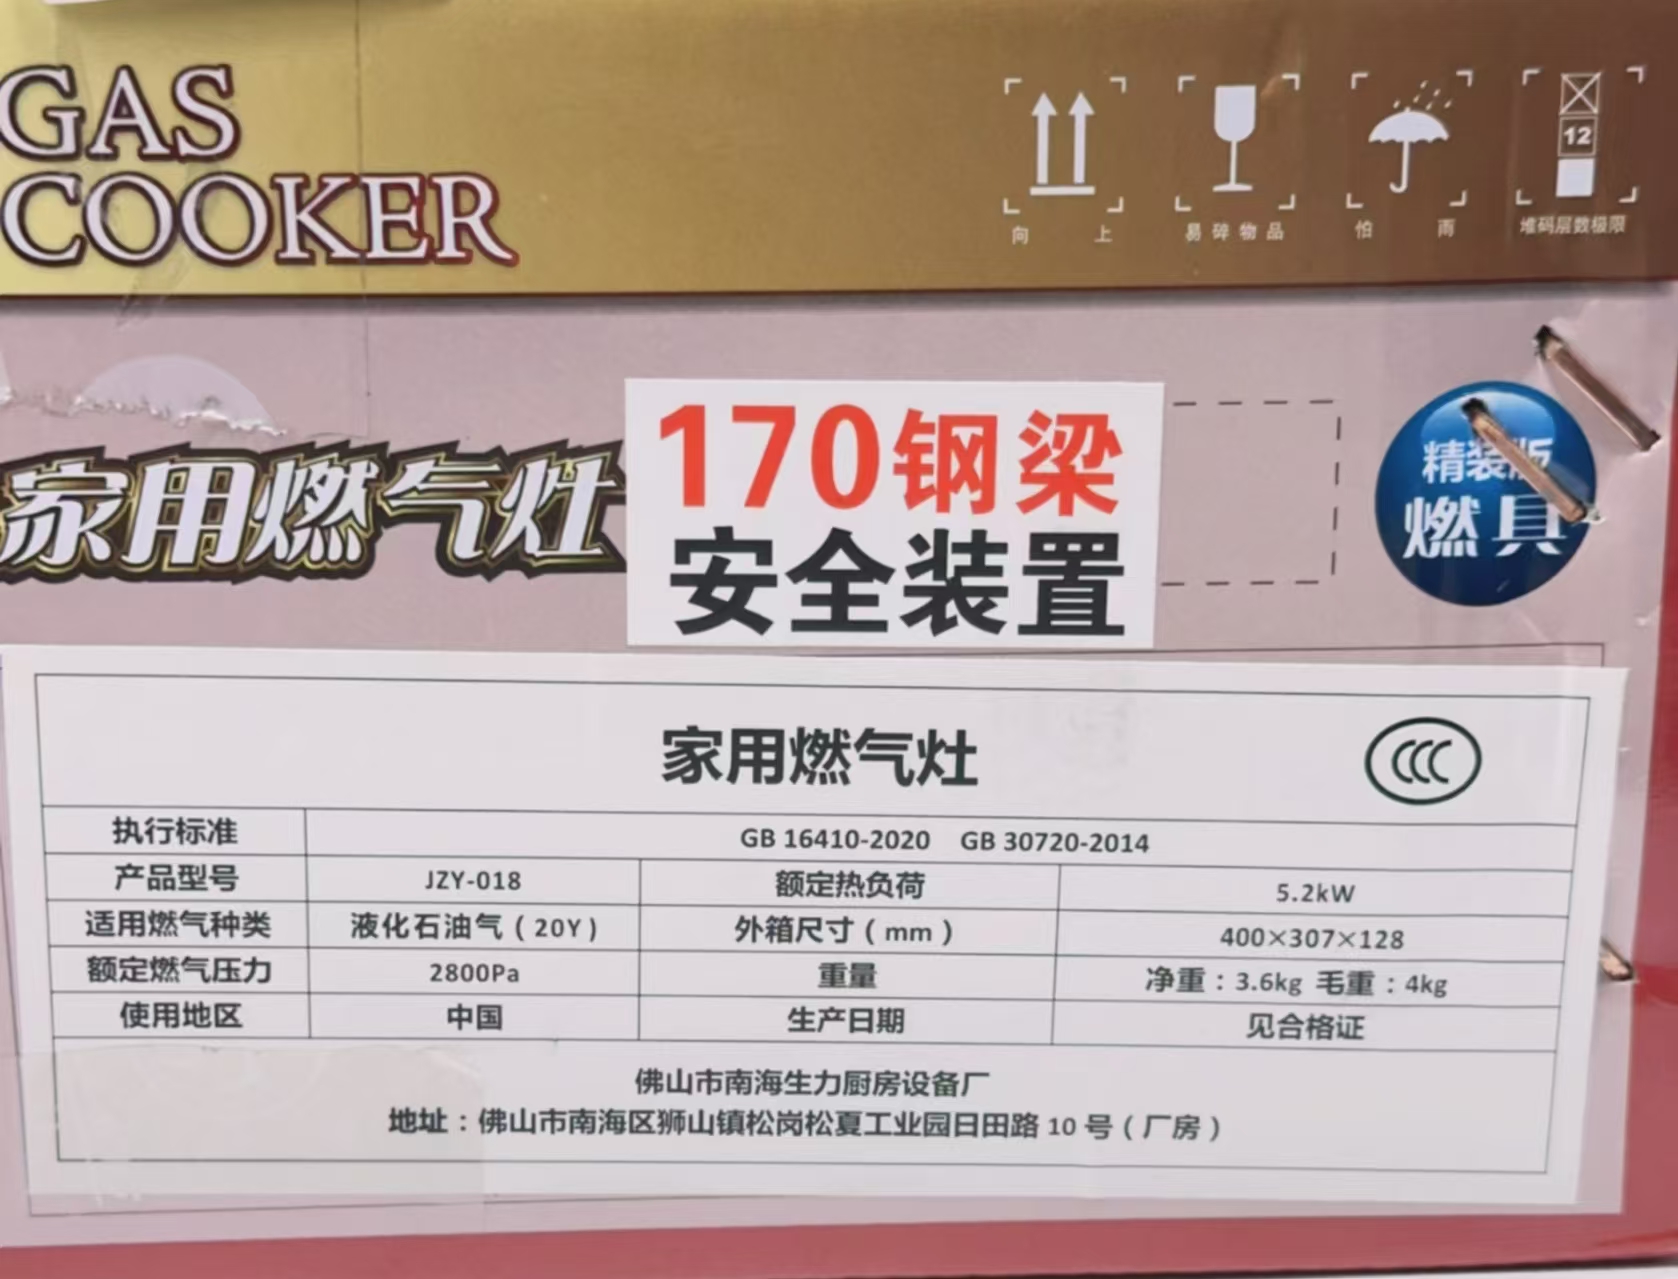 GAS
COOKER
12
向上
易碎物品
怕雨
堆码层数极限
家用燃气灶
170钢梁
安全装置
精装版
燃具
家用燃气灶
CCC
执行标准 GB 16410-2020 GB 30720-2014
产品型号 JZY-018 额定热负荷 5.2kW
适用燃气种类 液化石油气(20Y) 外箱尺寸(mm) 400×307×128
额定燃气压力 2800Pa 重量 净重:3.6kg 毛重:4kg
使用地区 中国 生产日期 见合格证
佛山市南海生力厨房设备厂
地址:佛山市南海区狮山镇松岗松夏工业园日田路 10 号(厂房)